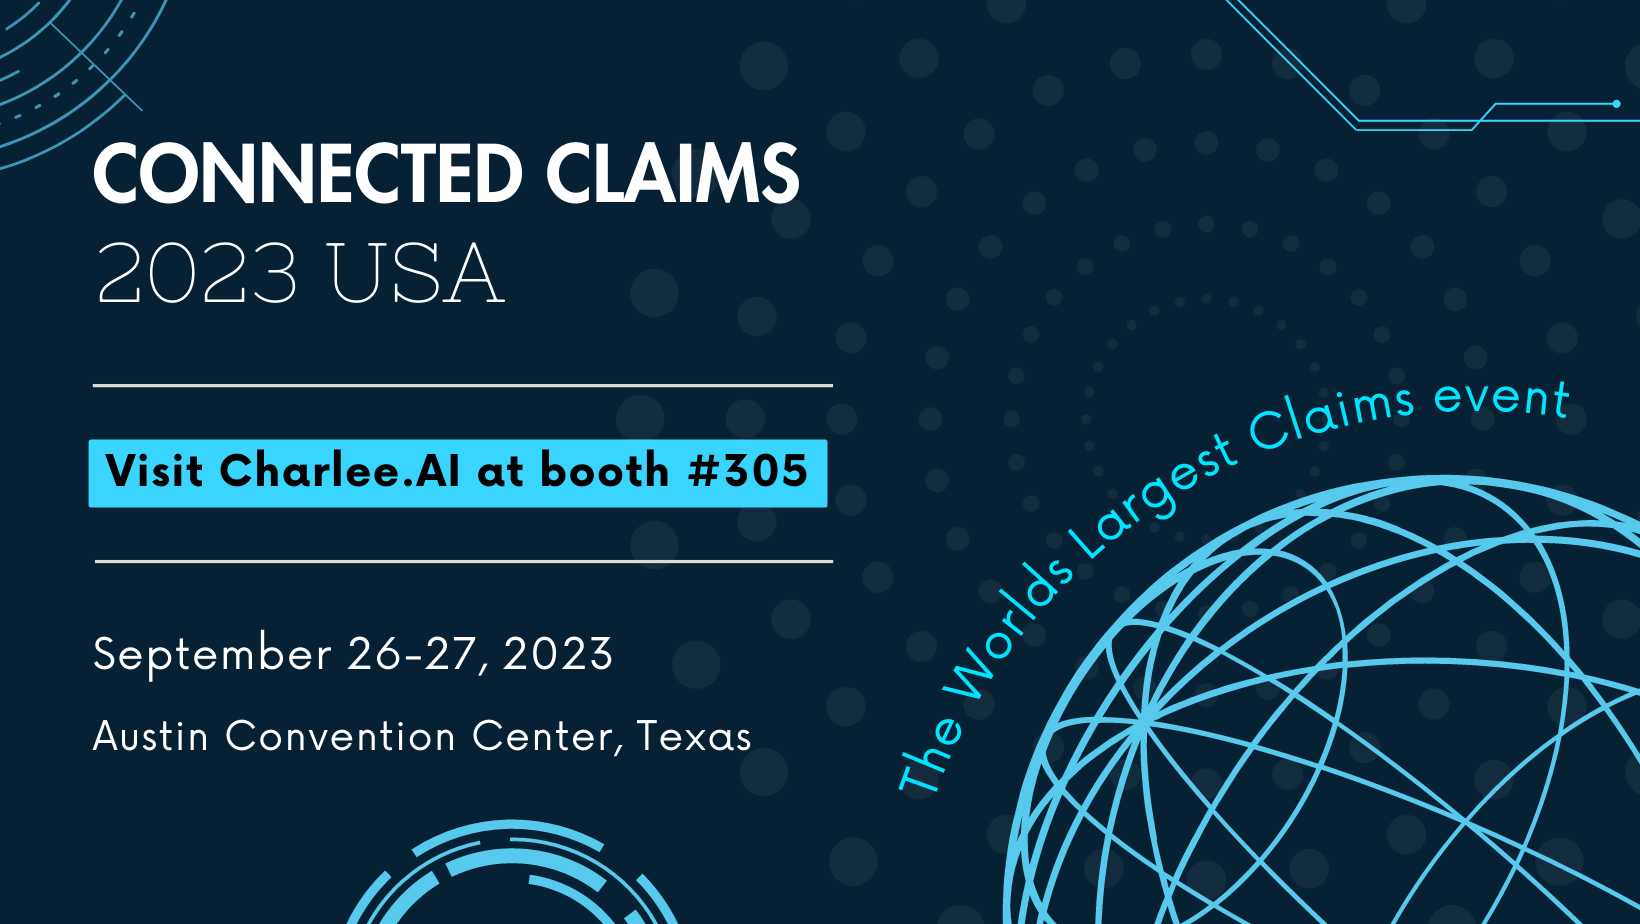 CONNECTED CLAIMS
2023 USA
Visit Charlee.AI at booth #305
September 26-27, 2023
Austin Convention Center, Texas
The Worlds Largest Claims event